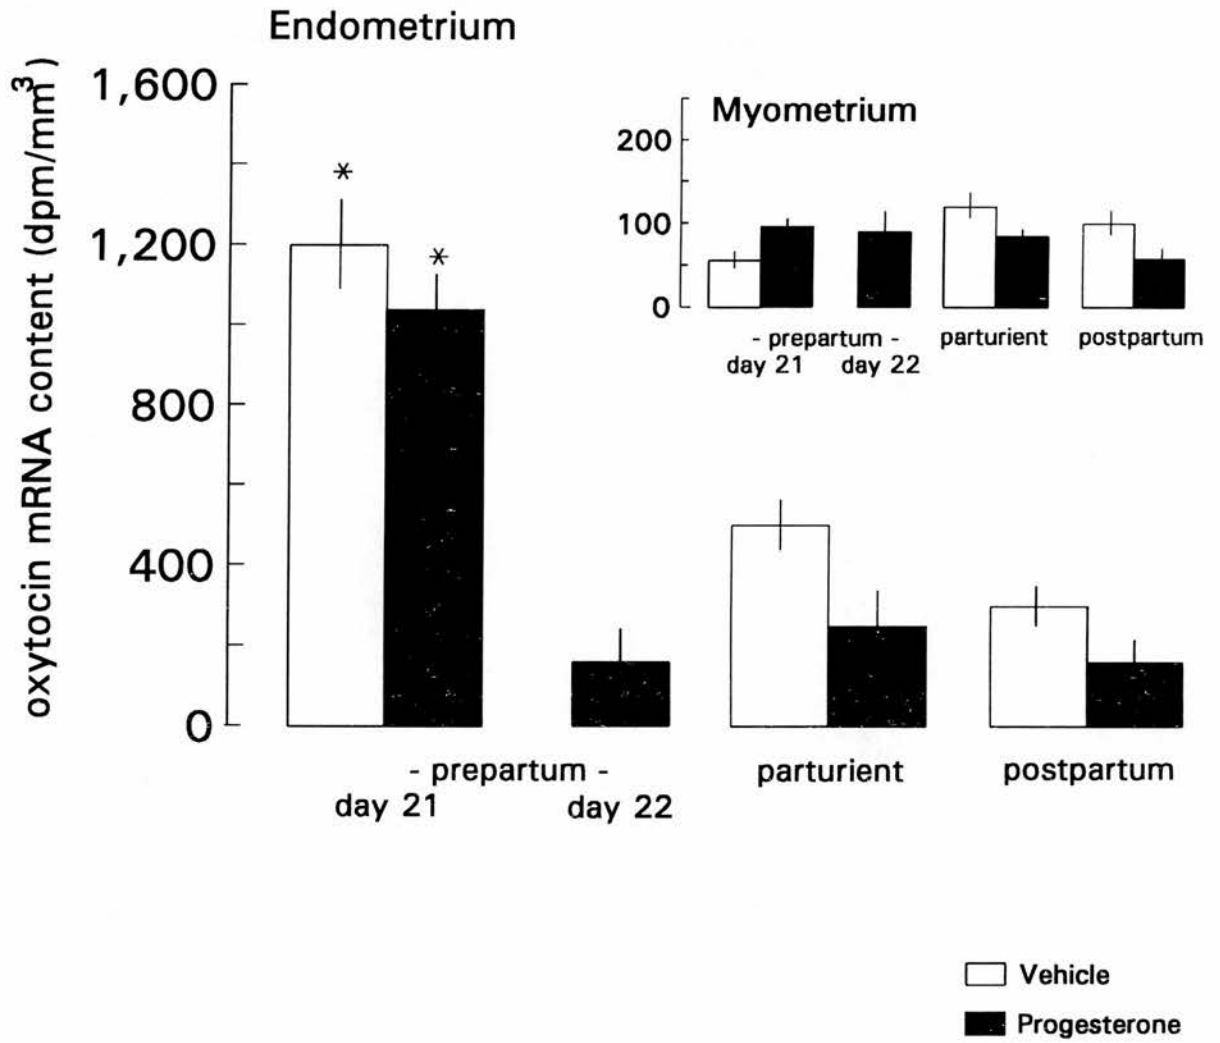 Endometrium
oxytocin mRNA content (dpm/mm³)
1,600
1,200
800
400
0
*
*
- prepartum -
day 21 day 22
parturient
postpartum
Myometrium
200
100
0
- prepartum -
day 21 day 22
parturient
postpartum
Vehicle
Progesterone